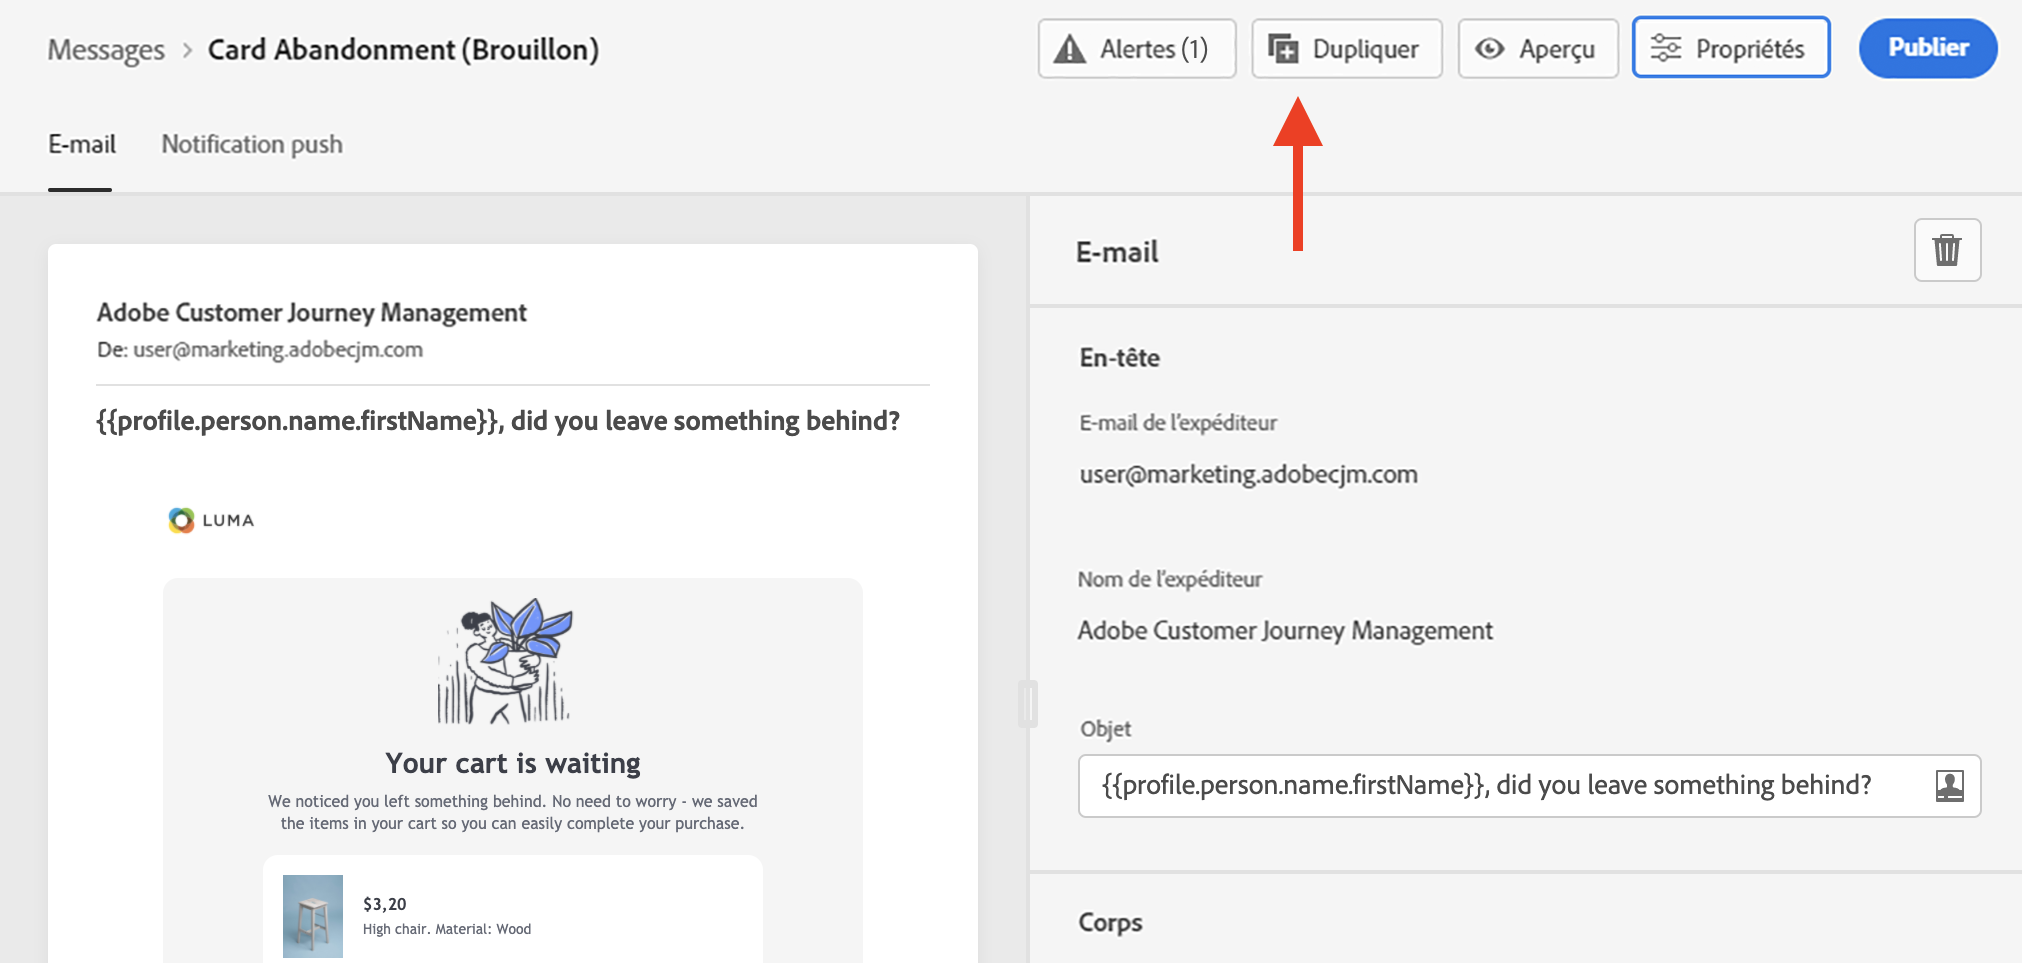 Messages > Card Abandonment (Brouillon)
Alertes (1)
Dupliquer
Aperçu
Propriétés
Publier
E-mail
Notification push
Adobe Customer Journey Management
De: user@marketing.adobecjm.com
{{profile.person.name.firstName}}, did you leave something behind?
LUMA
Your cart is waiting
We noticed you left something behind. No need to worry - we saved
the items in your cart so you can easily complete your purchase.
$3,20
High chair. Material: Wood
E-mail
En-tête
E-mail de l'expéditeur
user@marketing.adobecjm.com
Nom de l'expéditeur
Adobe Customer Journey Management
Objet
{{profile.person.name.firstName}}, did you leave something behind?
Corps